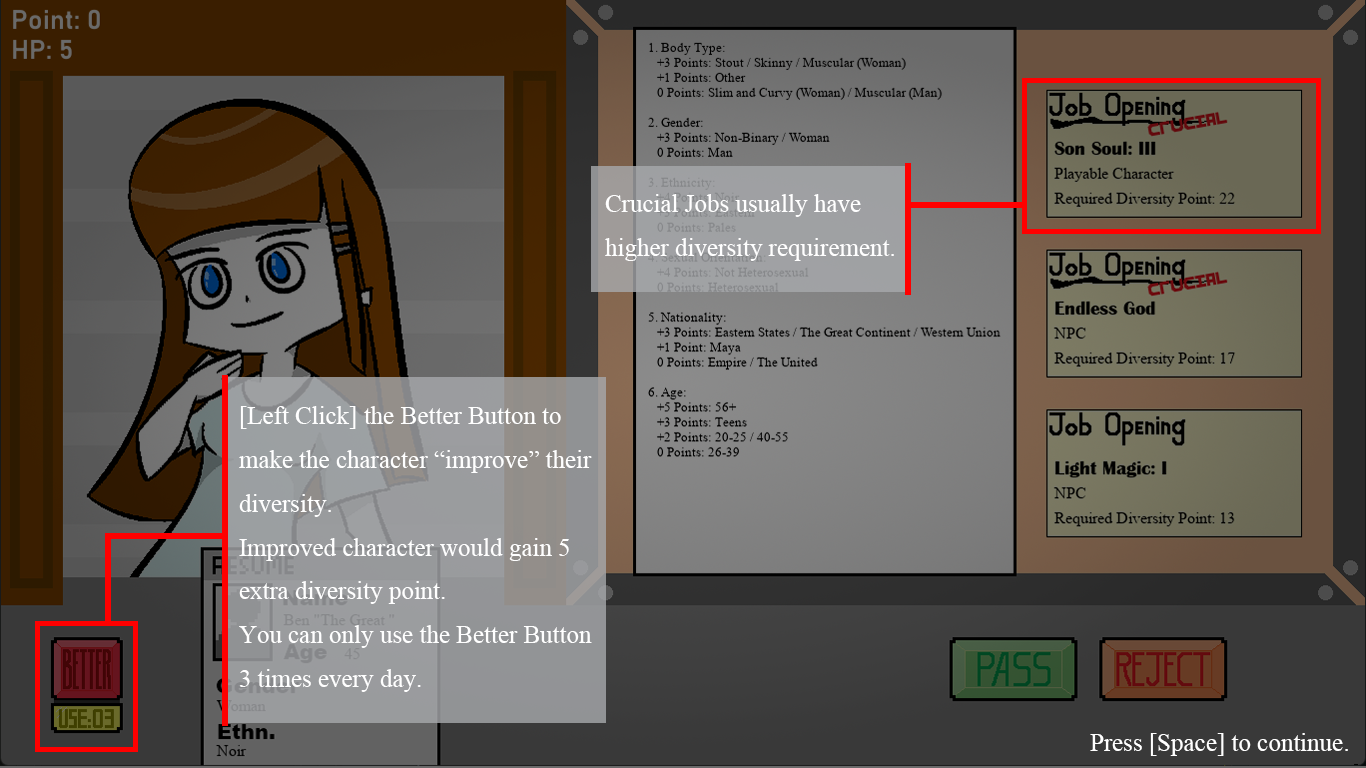 Point: 0
HP: 5
1. Body Type:
+3 Points: Stout / Skinny / Muscular (Woman)
+1 Points: Other
0 Points: Slim and Curvy (Woman) / Muscular (Man)
2. Gender:
+3 Points: Non-Binary / Woman
0 Points: Man
3. Ethnicity:
Eastern
0 Points: Pales
4. Sexual Orientation:
+4 Points: Not Heterosexual
0 Points: Heterosexual
5. Nationality:
+3 Points: Eastern States / The Great Continent / Western Union
+1 Point: Maya
0 Points: Empire / The United
6. Age:
+5 Points: 56+
+3 Points: Teens
+2 Points: 20-25 / 40-55
0 Points: 26-39
Crucial Jobs usually have
higher diversity requirement.
Job Opening
CRUCIAL
Son Soul: III
Playable Character
Required Diversity Point: 22
Job Opening
CRUCIAL
Endless God
NPC
Required Diversity Point: 17
Job Opening
Light Magic: I
NPC
Required Diversity Point: 13
[Left Click] the Better Button to
make the character “improve” their
diversity.
Improved character would gain 5
extra diversity point.
You can only use the Better Button
3 times every day.
RESUME
Name
Ben "The Great"
Age 45
Gender
Woman
Ethn.
Noir
BETTER
USE:03
PASS
REJECT
Press [Space] to continue.